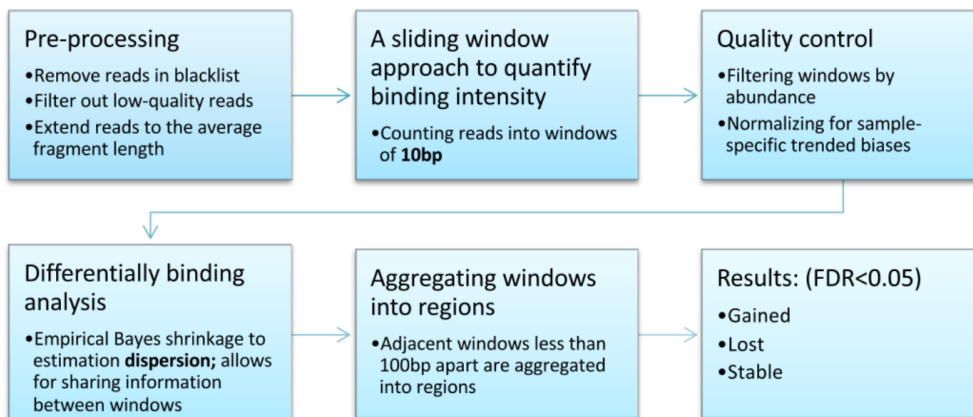 Pre-processing
•Remove reads in blacklist
•Filter out low-quality reads
•Extend reads to the average
fragment length
A sliding window
approach to quantify
binding intensity
•Counting reads into windows
of 10bp
Quality control
•Filtering windows by
abundance
•Normalizing for sample-
specific trended biases
Differentially binding
analysis
•Empirical Bayes shrinkage to
estimation dispersion; allows
for sharing information
between windows
Aggregating windows
into regions
•Adjacent windows less than
100bp apart are aggregated
into regions
Results: (FDR<0.05)
•Gained
•Lost
•Stable